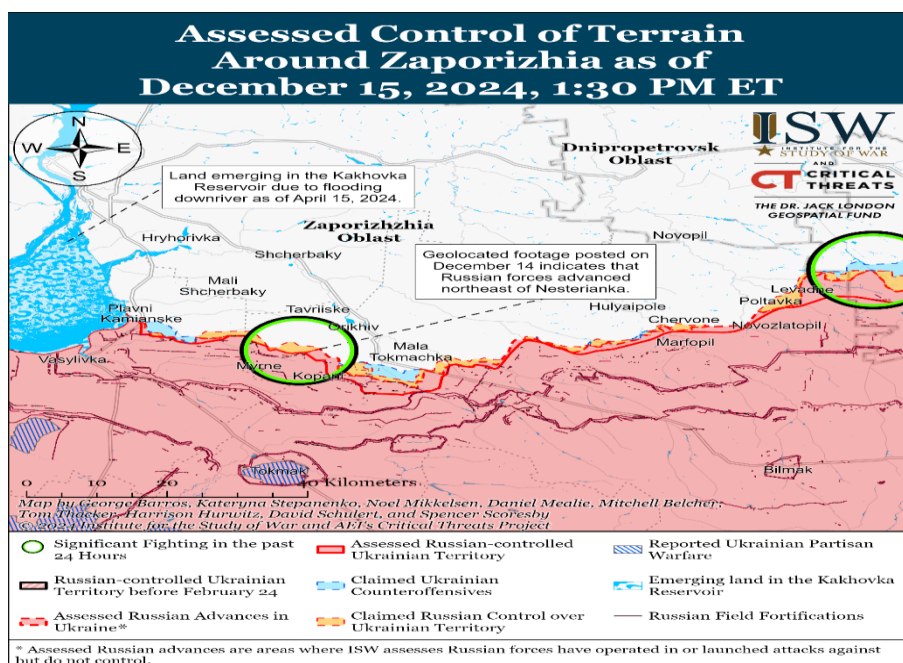 Assessed Control of Terrain
Around Zaporizhia as of
December 15, 2024, 1:30 PM ET
N
W
E
S
ISW
INSTITUTE FOR THE
STUDY OF WAR
AND
CT CRITICAL
THREATS
THE DR. JACK LONDON
GEOSPATIAL FUND
Dnipropetrovsk
Oblast
Land emerging in the Kakhovka
Reservoir due to flooding
downriver as of April 15, 2024.
Zaporizhzhia
Oblast
Hryhorivka
Shcherbaky
Novopil
Geolocated footage posted on
December 14 indicates that
Russian forces advanced
northeast of Nesterianka.
Mali
Shcherbaky
Levadne
Poltavka
Plavni
Kamianske
Tavriiske
Orikhiv
Hulyaipole
Chervone
Novozlatopil
Mala
Tokmachka
Marfopil
Vasylivka
Myrne
Kopani
Tokmak
Bilmak
0
40 Kilometers
Map by George Barros, Kateryna Stepanenko, Noel Mikkelsen, Daniel Mealie, Mitchell Belcher,
Tom Thacker, Harrison Hurwitz, David Schulert, and Spencer Scoresby
© 2024 Institute for the Study of War and AEI's Critical Threats Project
Significant Fighting in the past
24 Hours
Assessed Russian-controlled
Ukrainian Territory
Reported Ukrainian Partisan
Warfare
Russian-controlled Ukrainian
Territory before February 24
Claimed Ukrainian
Counteroffensives
Emerging land in the Kakhovka
Reservoir
Assessed Russian Advances in
Ukraine*
Claimed Russian Control over
Ukrainian Territory
Russian Field Fortifications
* Assessed Russian advances are areas where ISW assesses Russian forces have operated in or launched attacks against
but do not control.